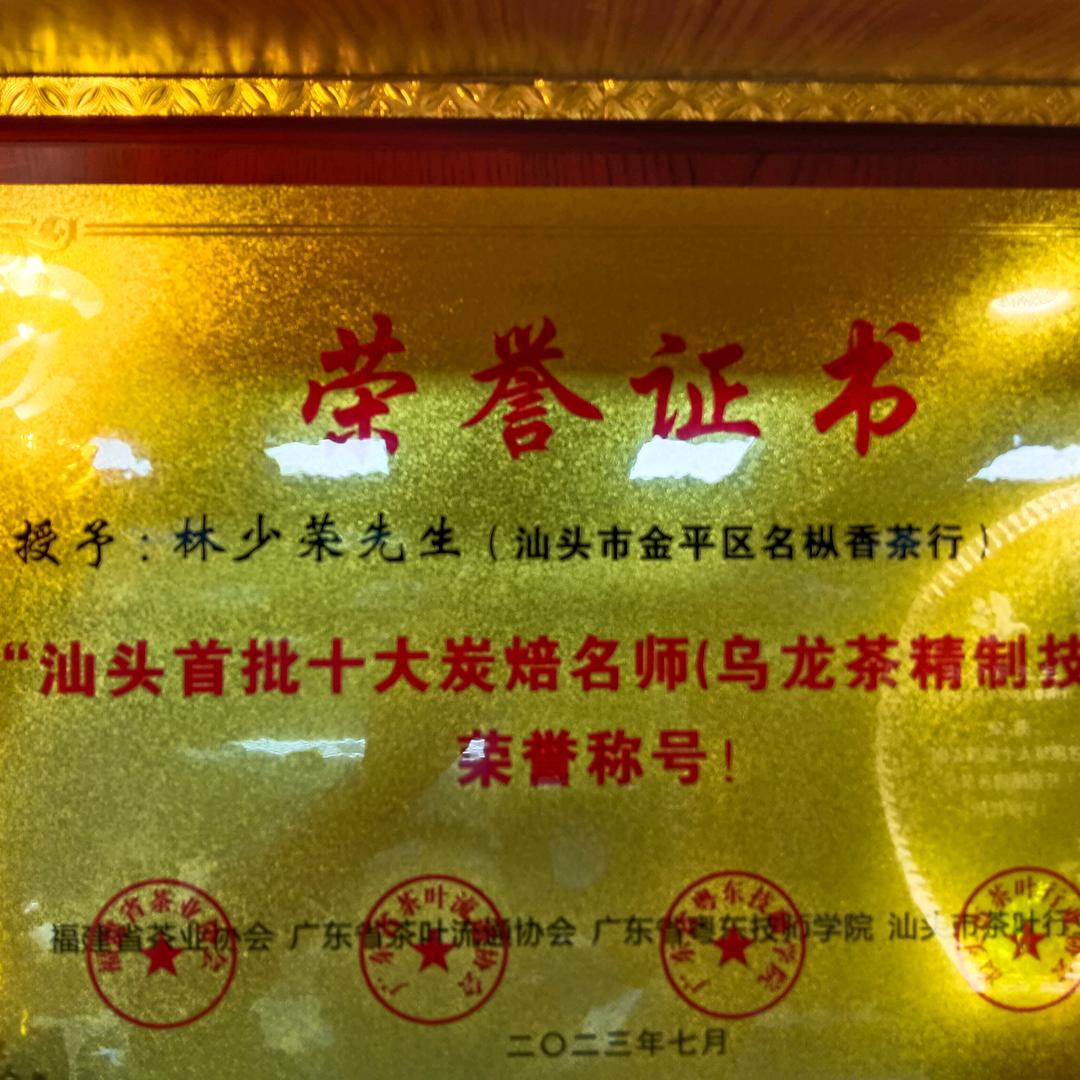 荣誉证书
授予：林少荣先生（汕头市金平区名枞香茶行）
“汕头首批十大炭焙名师(乌龙茶精制技
荣誉称号！
福建省茶业协会 广东省茶叶流通协会 广东省粤东技师学院 汕头市茶叶行
二〇二三年七月